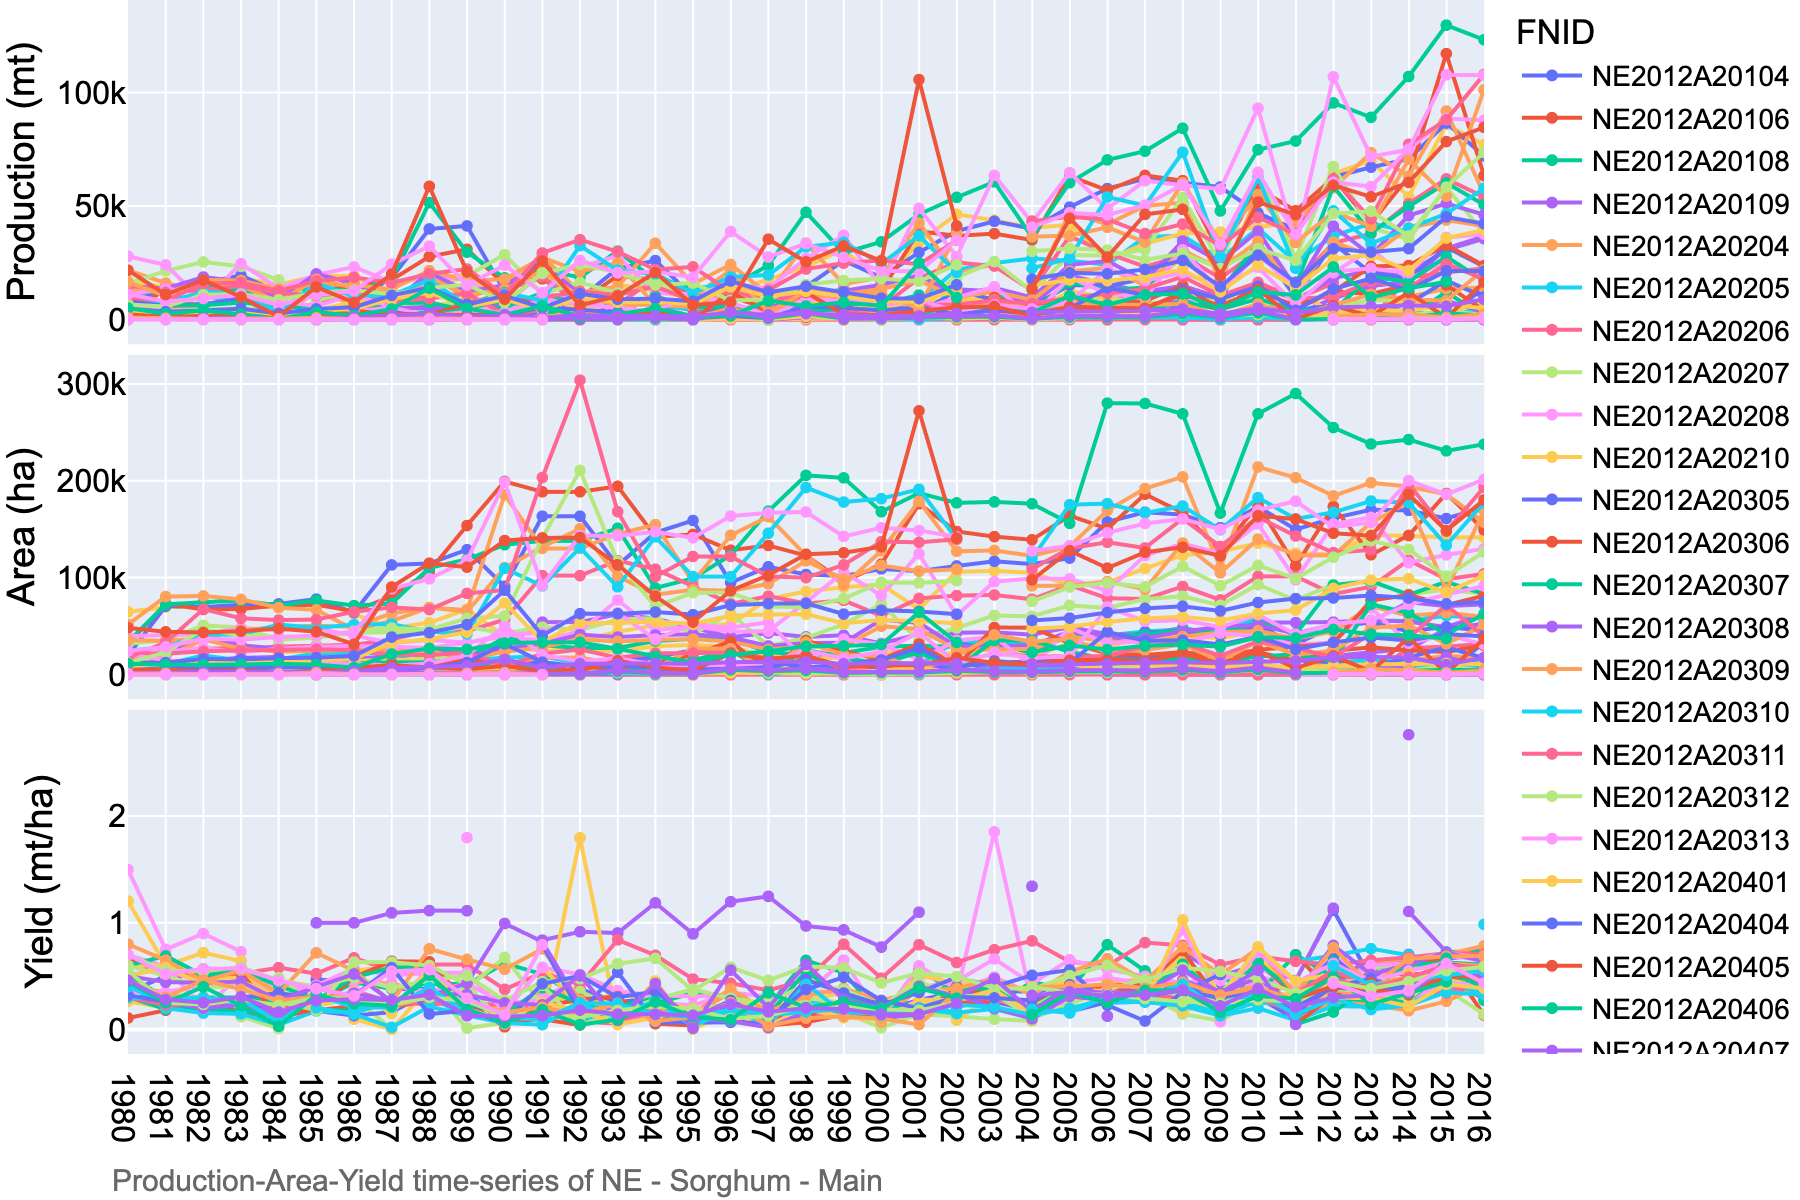 Production (mt)
100k
50k
0
Area (ha)
300k
200k
100k
0
Yield (mt/ha)
2
1
0
1980
1981
1982
1983
1984
1985
1986
1987
1988
1989
1990
1991
1992
1993
1994
1995
1996
1997
1998
1999
2000
2001
2002
2003
2004
2005
2006
2007
2008
2009
2010
2011
2012
2013
2014
2015
2016
FNID
NE2012A20104
NE2012A20106
NE2012A20108
NE2012A20109
NE2012A20204
NE2012A20205
NE2012A20206
NE2012A20207
NE2012A20208
NE2012A20210
NE2012A20305
NE2012A20306
NE2012A20307
NE2012A20308
NE2012A20309
NE2012A20310
NE2012A20311
NE2012A20312
NE2012A20313
NE2012A20401
NE2012A20404
NE2012A20405
NE2012A20406
NE2012A20407
Production-Area-Yield time-series of NE - Sorghum - Main